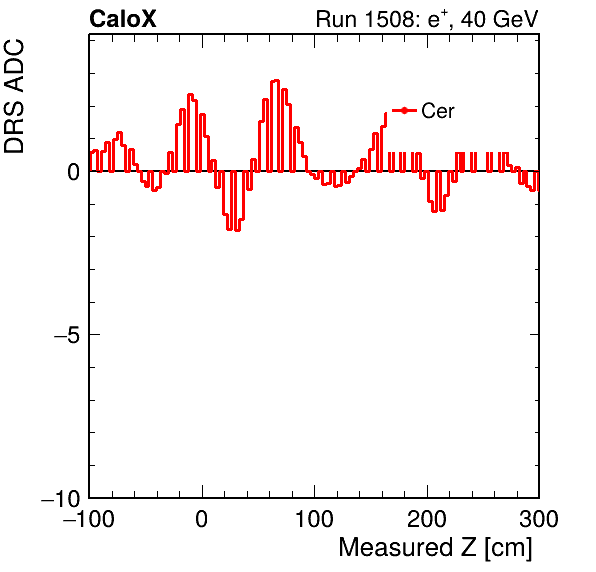 CaloX Run 1508: e⁺, 40 GeV
DRS ADC
Cer
0
−5
−10
−100 0 100 200 300
Measured Z [cm]